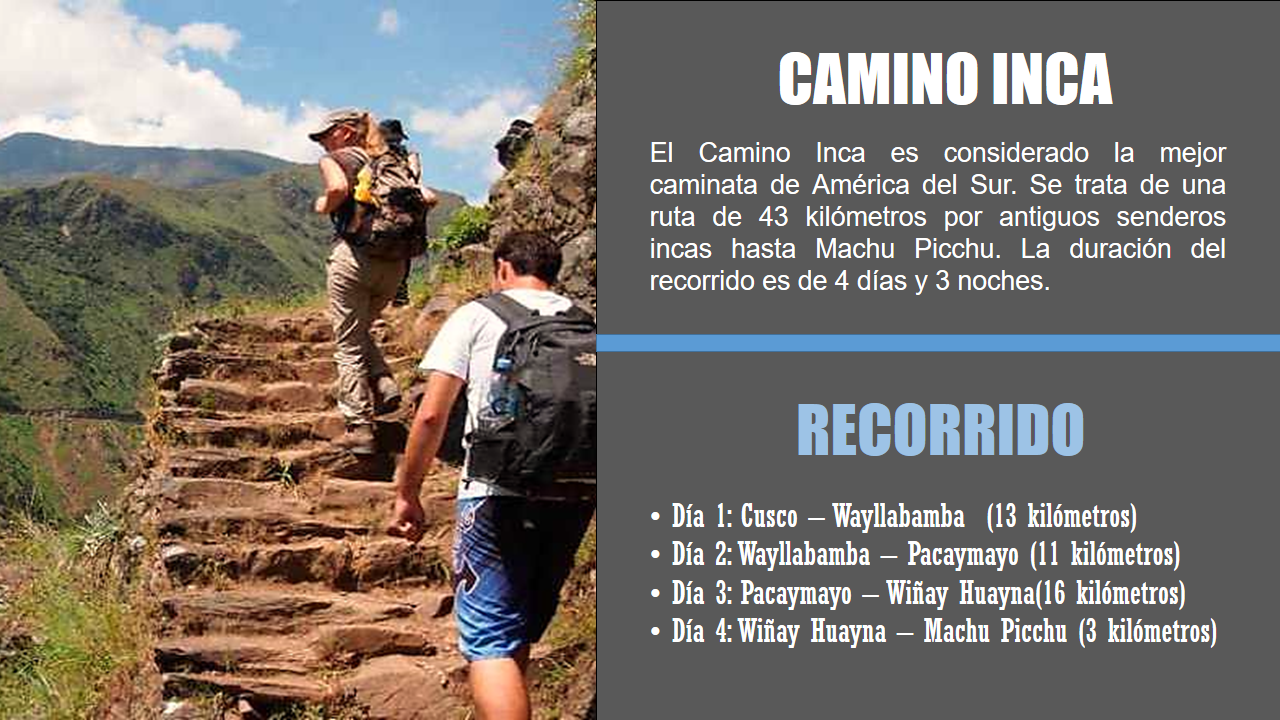 CAMINO INCA
El Camino Inca es considerado la mejor
caminata de América del Sur. Se trata de una
ruta de 43 kilómetros por antiguos senderos
incas hasta Machu Picchu. La duración del
recorrido es de 4 días y 3 noches.
RECORRIDO
• Día 1: Cusco – Wayllabamba (13 kilómetros)
• Día 2: Wayllabamba – Pacaymayo (11 kilómetros)
• Día 3: Pacaymayo – Wiñay Huayna(16 kilómetros)
• Día 4: Wiñay Huayna – Machu Picchu (3 kilómetros)